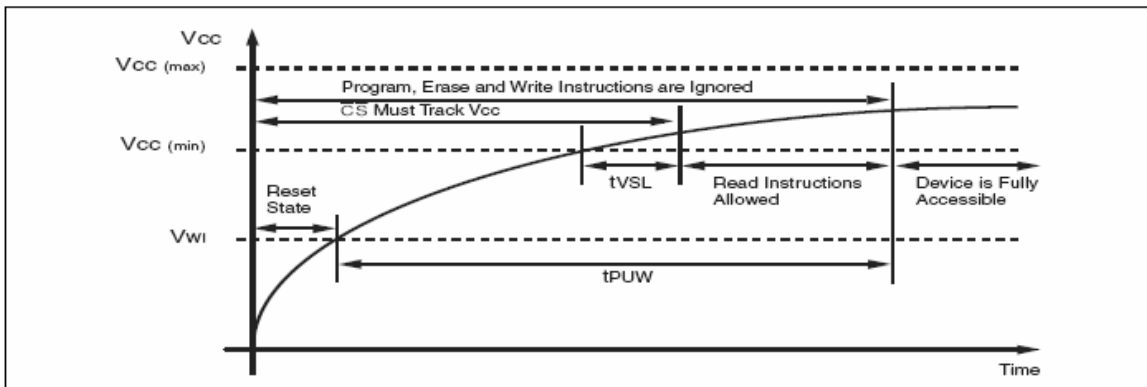 Vcc
Vcc (max)
Program, Erase and Write Instructions are Ignored
CS Must Track Vcc
Vcc (min)
tVSL
Read Instructions
Allowed
Device is Fully
Accessible
Reset
State
VWI
tPUW
Time